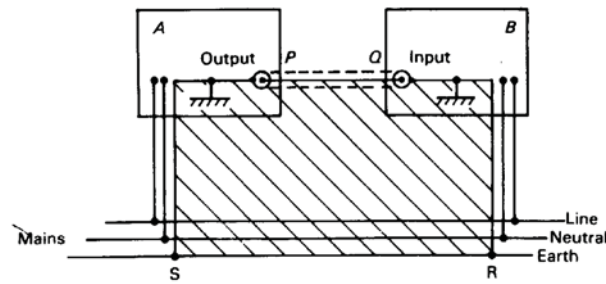 A B
Output P Q Input
Line
Mains Neutral
Earth
S R